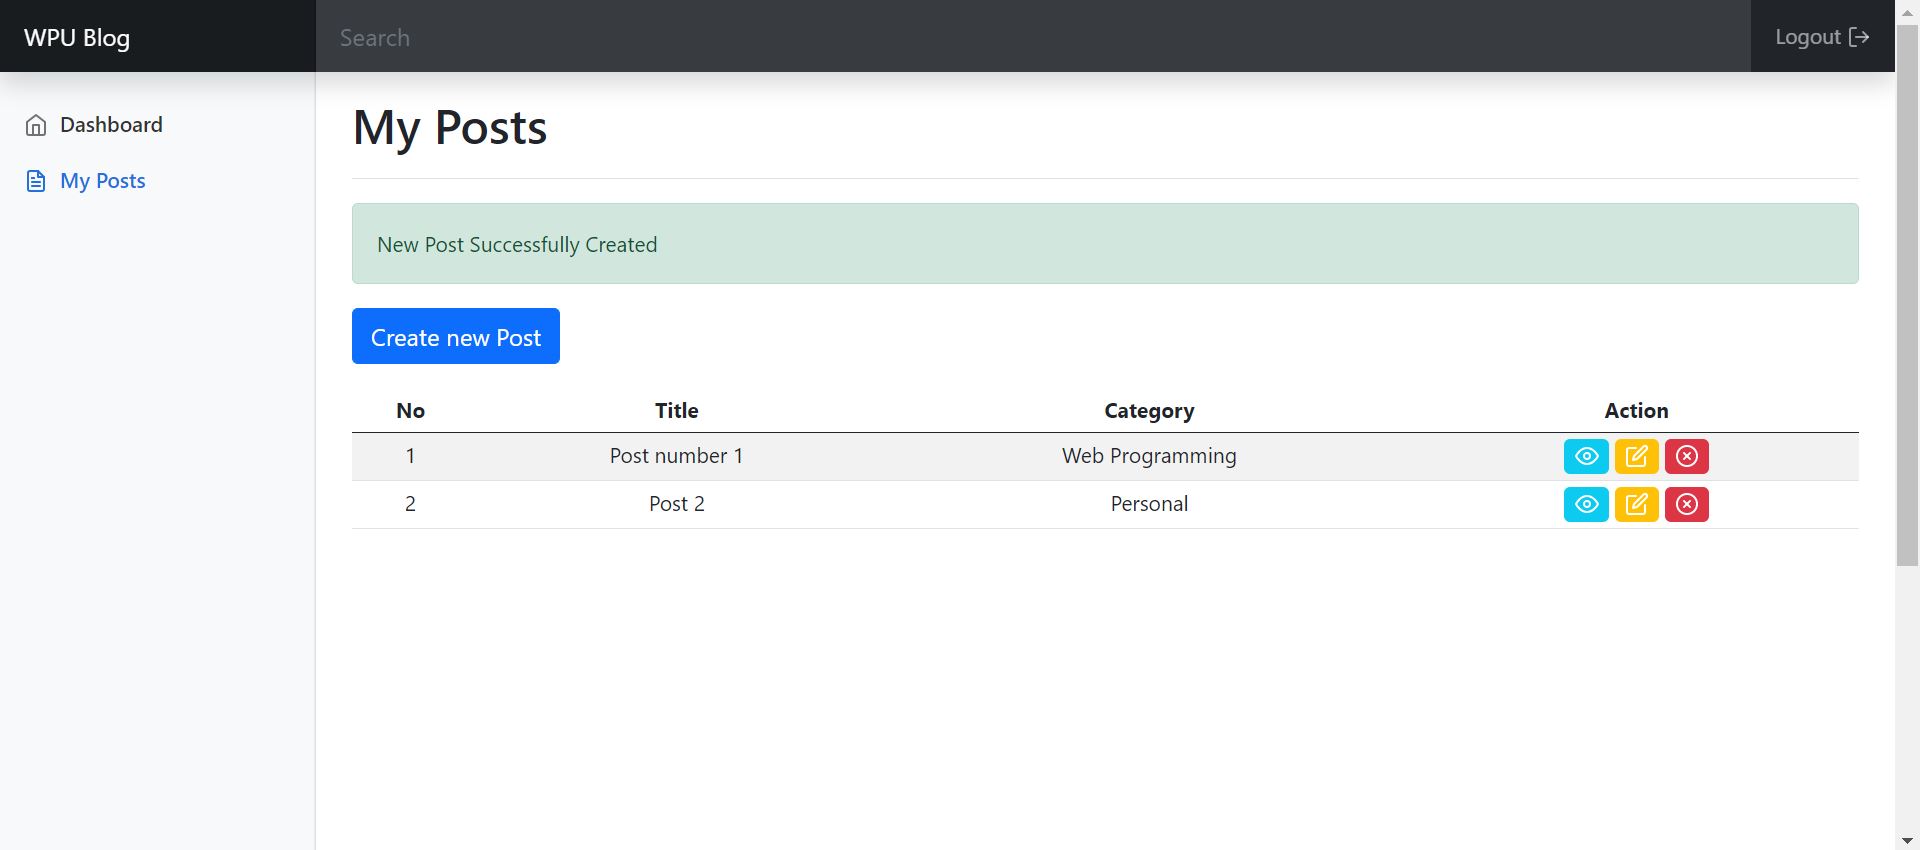 WPU Blog
Search
Logout
Dashboard
My Posts
My Posts
New Post Successfully Created
Create new Post
No Title Category Action
1 Post number 1 Web Programming
2 Post 2 Personal